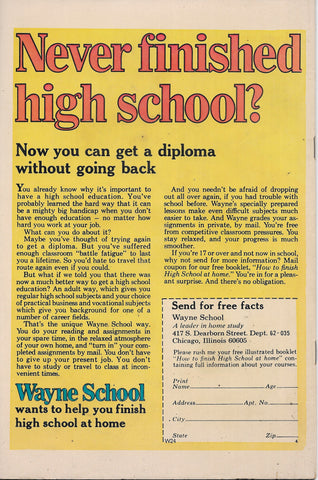 Never finished
high school?
Now you can get a diploma
without going back
You already know why it's important
to have a high school education. You've
probably learned the hard way that it can
be a mighty big handicap when you don't
have enough education – no matter how
hard you work at your job.
What can you do about it?
Maybe you've thought of trying again
to get a diploma. But you've suffered
enough classroom "battle fatigue" to last
you a lifetime. So you'd hate to travel that
route again even if you could.
But what if we told you that there was
now a much better way to get a high school
education? An adult way, which gives you
regular high school subjects and your choice
of practical business and vocational subjects
which give you background for one of a
number of career fields.
That's the unique Wayne School way.
You do your reading and assignments in
your spare time, in the relaxed atmosphere
of your own home, and "turn in" your com-
pleted assignments by mail. You don't have
to give up your present job. You don't
have to study or travel to class at incon-
venient times.
Wayne School
wants to help you finish
high school at home
And you needn't be afraid of dropping
out all over again, if you had trouble with
school before. Wayne's specially prepared
lessons make even difficult subjects much
easier to take. And Wayne grades your as-
signments in private, by mail. You're free
from competitive classroom pressures. You
stay relaxed, and your progress is much
smoother.
If you're 17 or over and not now in school,
why not send for more information? Mail
coupon for our free booklet, "How to finish
High School at home." You're in for a pleas-
ant surprise. And there's no obligation.
Send for free facts
Wayne School
A leader in home study
417 S. Dearborn Street. Dept. 62-035
Chicago, Illinois 60605
Please rush me your free illustrated booklet
"How to finish High School at home" con-
taining full information about your courses.
Print
Name Age
Address Apt. No.
City
State Zip
W24 4